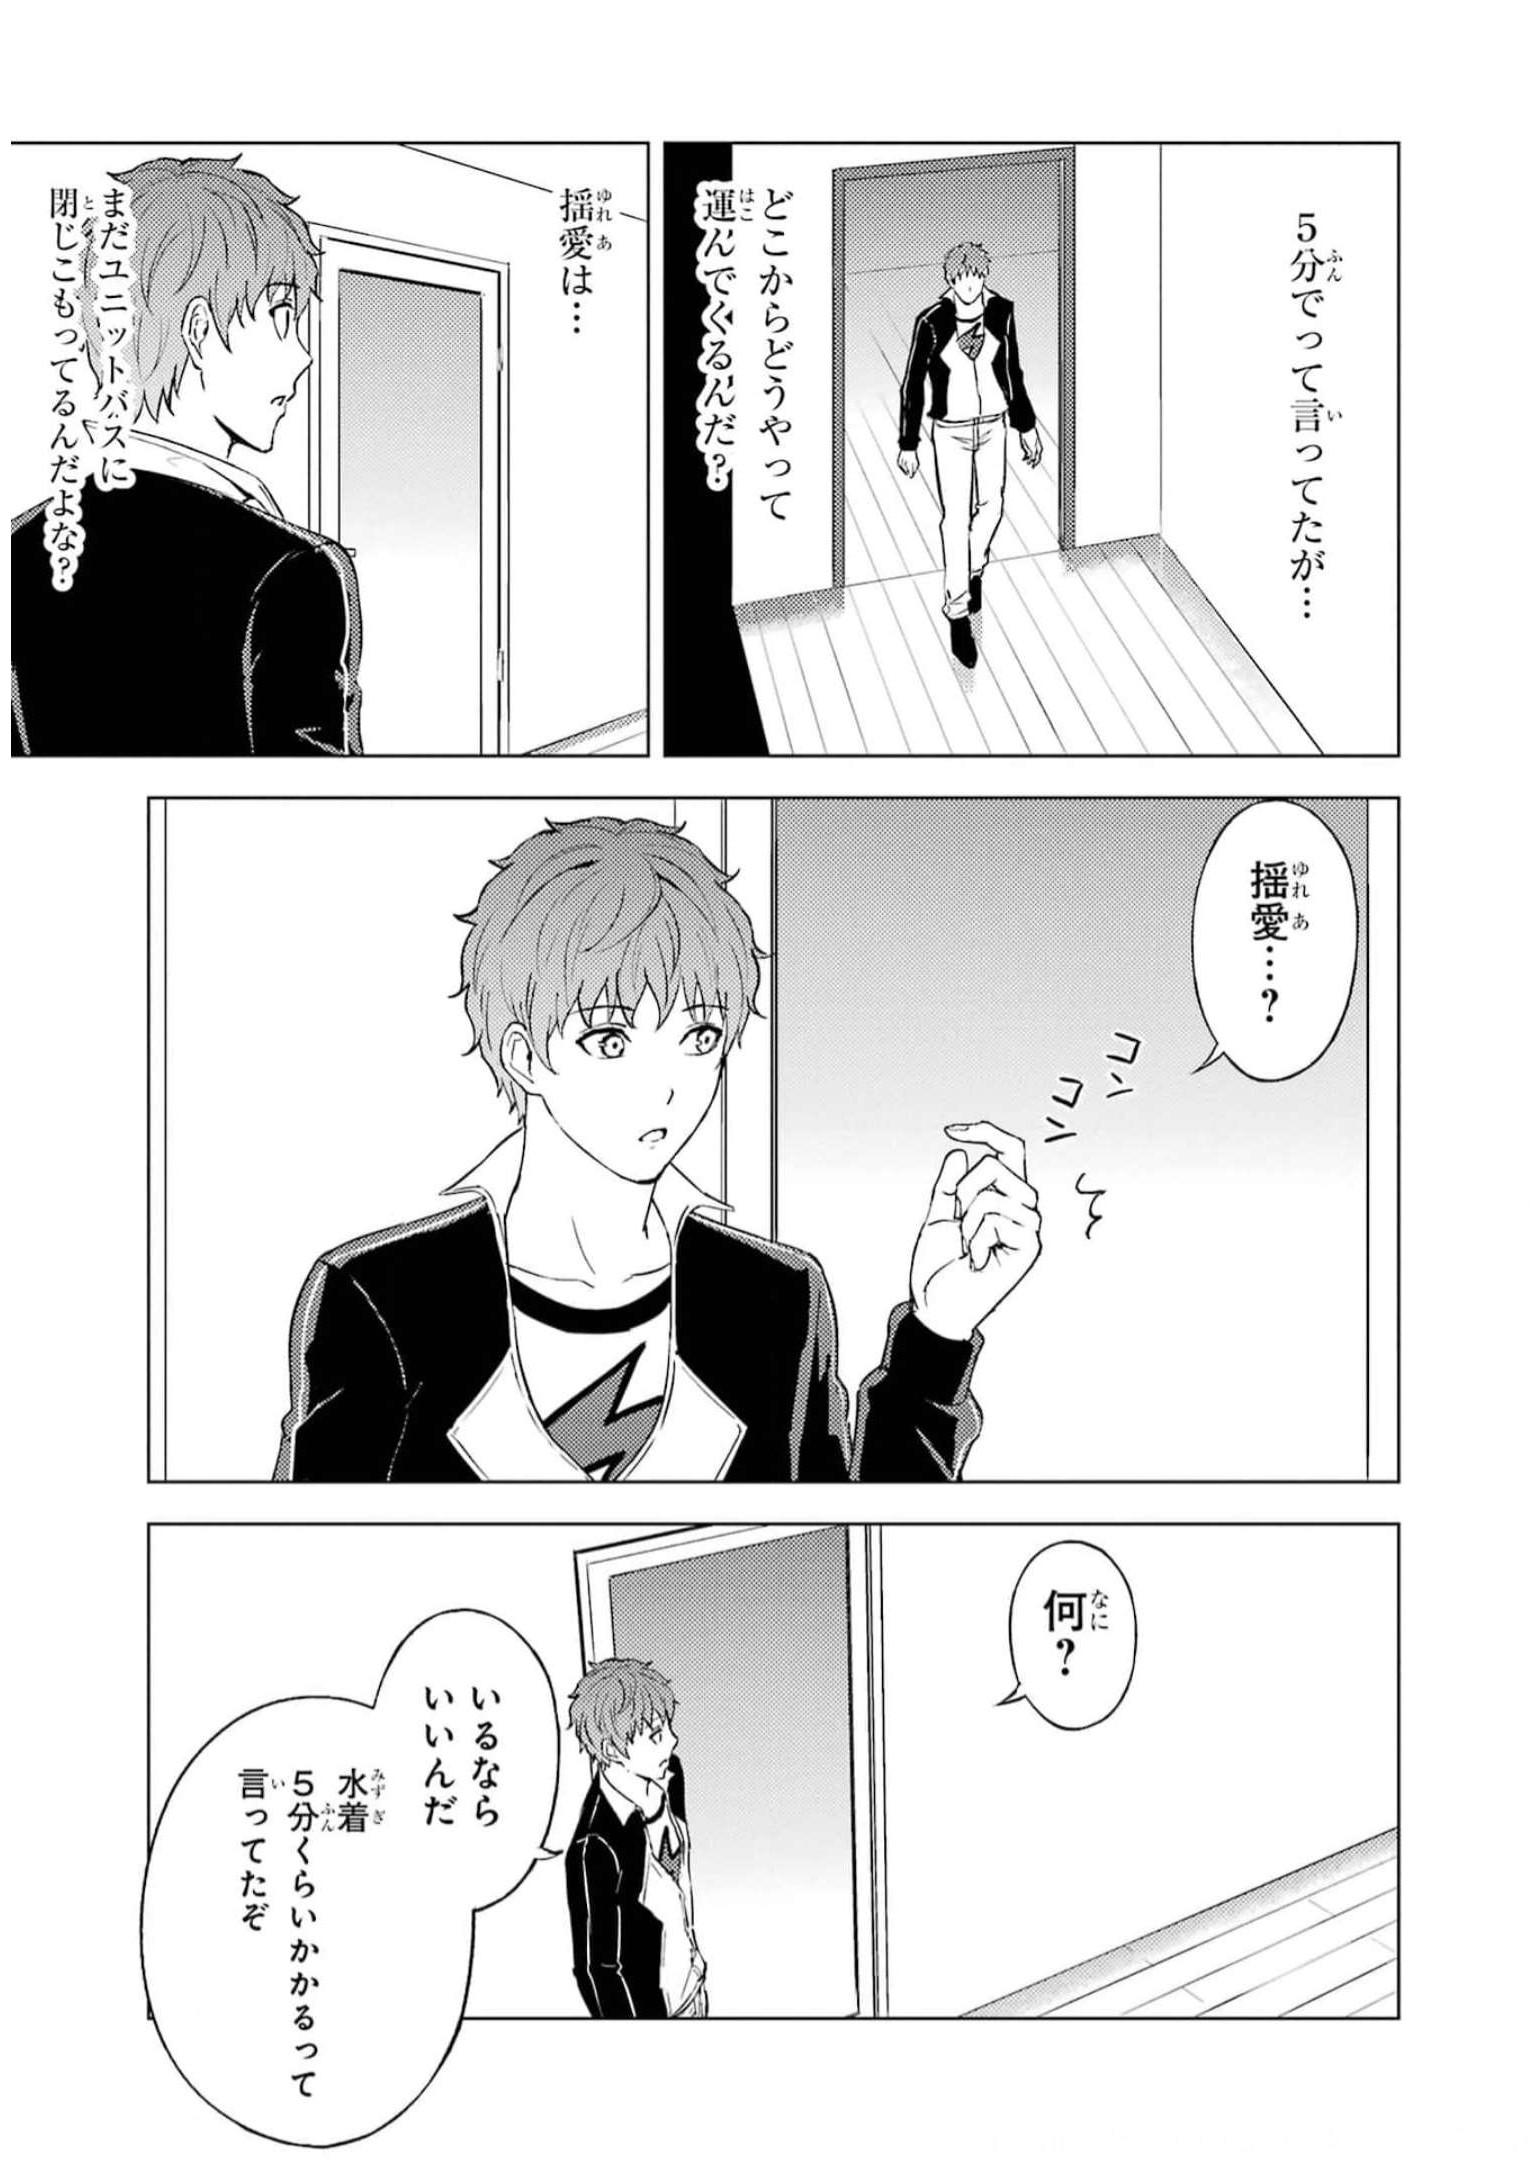 5分でって言ってたが…
どこからどうやって
運んでくるんだ?
揺愛は…
まだユニットバスに
閉じこもってるんだよな?
揺愛…?
コンコンッ
何?
いるなら
いいんだ
水着
5分くらいかかるって
言ってたぞ